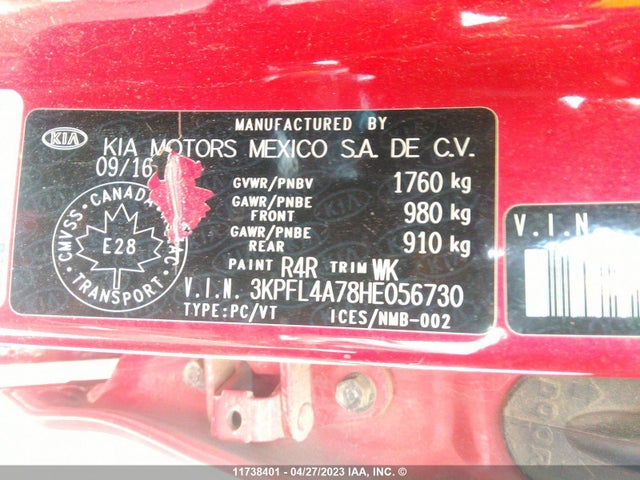 MANUFACTURED BY
KIA
KIA MOTORS MEXICO S.A. DE C.V.
09/16
GVWR/PNBV 1760 kg
GAWR/PNBE
FRONT 980 kg
GAWR/PNBE
REAR 910 kg
CANADA
CMVSS
E28
TRANSPORT
PAINT R4R TRIM WK
V.I.N. 3KPFL4A78HE056730
TYPE:PC/VT ICES/NMB-002
V.I.N
11738401 - 04/27/2023 IAA, INC. ©